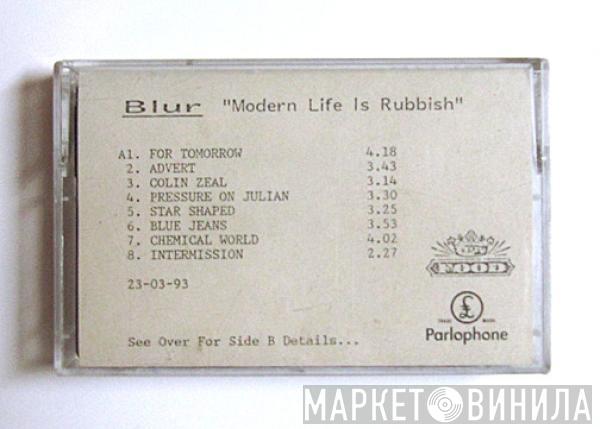 Blur "Modern Life Is Rubbish"
A1. FOR TOMORROW 4.18
2. ADVERT 3.43
3. COLIN ZEAL 3.14
4. PRESSURE ON JULIAN 3.30
5. STAR SHAPED 3.25
6. BLUE JEANS 3.53
7. CHEMICAL WORLD 4.02
8. INTERMISSION 2.27
FOOD
23-03-93
£
TRADE MARK
Parlophone
See Over For Side B Details...
МАРКЕТ ВИНИЛА